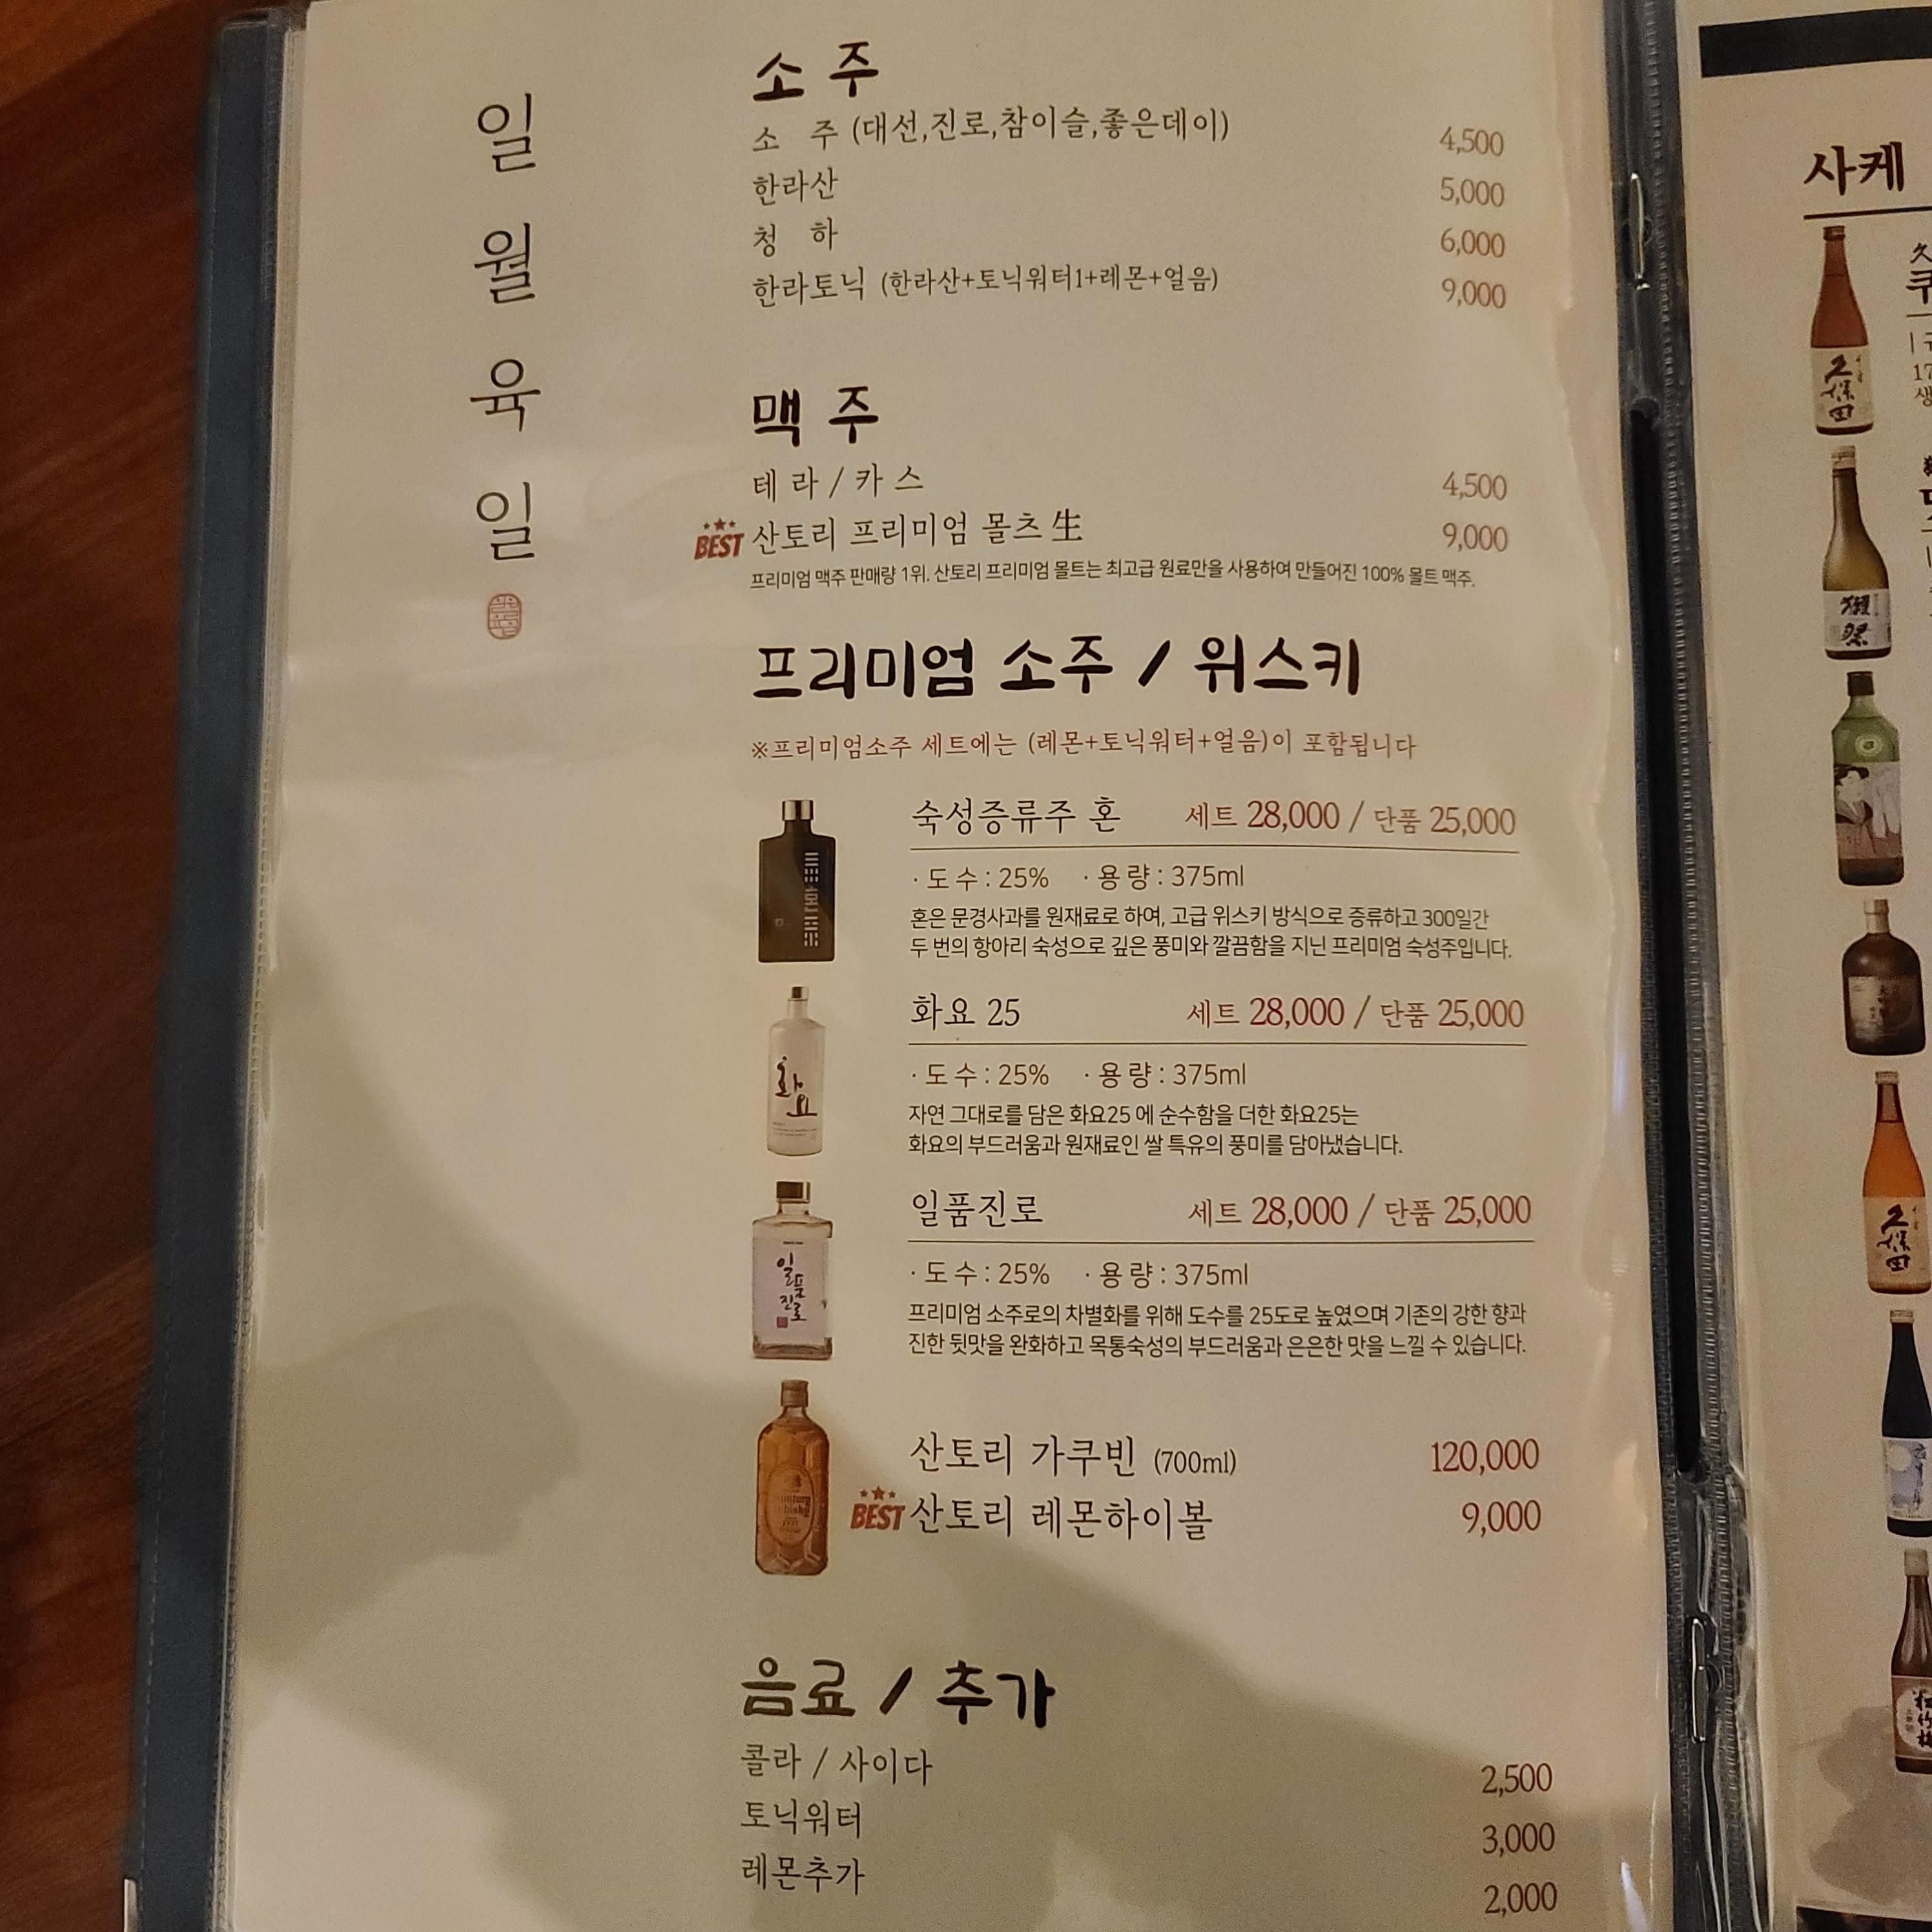 일
월
육
일
소 주
소 주 (대선,진로,참이슬,좋은데이) 4,500
한라산 5,000
청 하 6,000
한라토닉 (한라산+토닉워터1+레몬+얼음) 9,000
맥 주
테 라 / 카 스 4,500
BEST 산토리 프리미엄 몰츠 生 9,000
프리미엄 맥주 판매량 1위. 산토리 프리미엄 몰트는 최고급 원료만을 사용하여 만들어진 100% 몰트 맥주.
프리미엄 소주 / 위스키
※프리미엄소주 세트에는 (레몬+토닉워터+얼음)이 포함됩니다
숙성증류주 혼 세트 28,000 / 단품 25,000
· 도 수 : 25% · 용 량 : 375ml
혼은 문경사과를 원재료로 하여, 고급 위스키 방식으로 증류하고 300일간
두 번의 항아리 숙성으로 깊은 풍미와 깔끔함을 지닌 프리미엄 숙성주입니다.
혼
화요 25 세트 28,000 / 단품 25,000
· 도 수 : 25% · 용 량 : 375ml
자연 그대로를 담은 화요25 에 순수함을 더한 화요25는
화요의 부드러움과 원재료인 쌀 특유의 풍미를 담아냈습니다.
화요
일품진로 세트 28,000 / 단품 25,000
· 도 수 : 25% · 용 량 : 375ml
프리미엄 소주로의 차별화를 위해 도수를 25도로 높였으며 기존의 강한 향과
진한 뒷맛을 완화하고 목통숙성의 부드러움과 은은한 맛을 느낄 수 있습니다.
일품
진로
산토리 가쿠빈 (700ml) 120,000
BEST 산토리 레몬하이볼 9,000
음료 / 추가
콜라 / 사이다 2,500
토닉워터 3,000
레몬추가 2,000
사케
久保田
獺祭
久保田